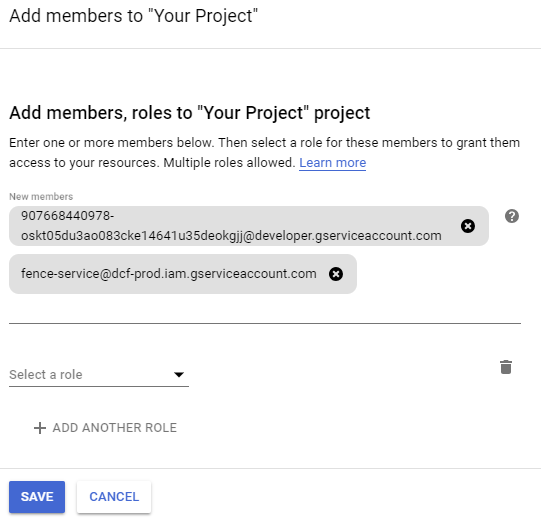 Add members to "Your Project"
Add members, roles to "Your Project" project
Enter one or more members below. Then select a role for these members to grant them
access to your resources. Multiple roles allowed. Learn more
New members
907668440978-
oskt05du3ao083cke14641u35deokgjj@developer.gserviceaccount.com
fence-service@dcf-prod.iam.gserviceaccount.com
Select a role
ADD ANOTHER ROLE
SAVE CANCEL